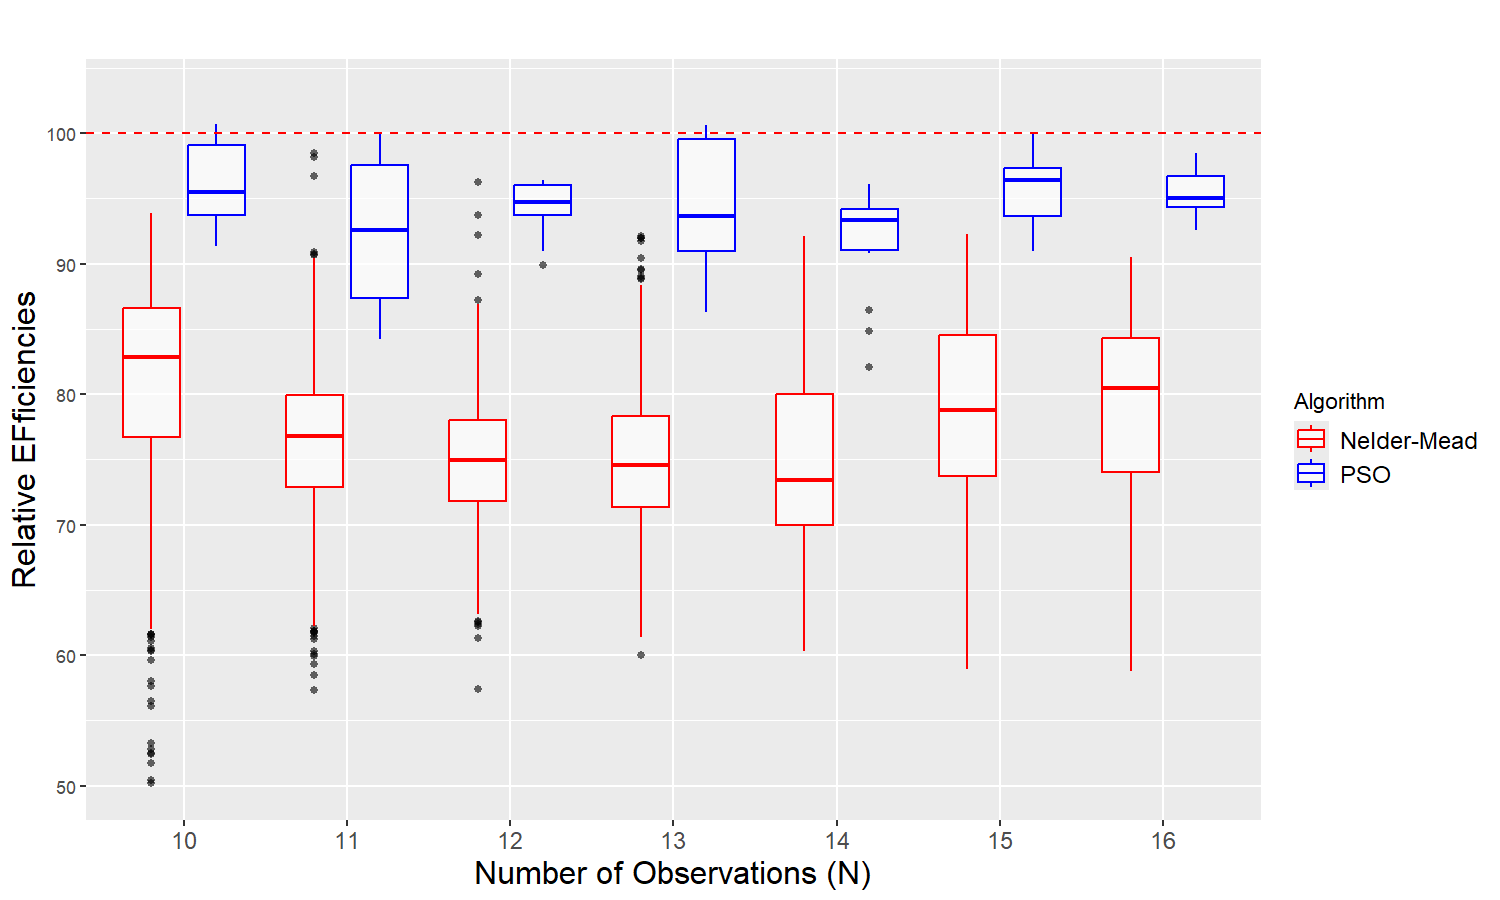 Relative EFficiencies
100
90
80
70
60
50
10 11 12 13 14 15 16
Number of Observations (N)
Algorithm
Nelder-Mead
PSO